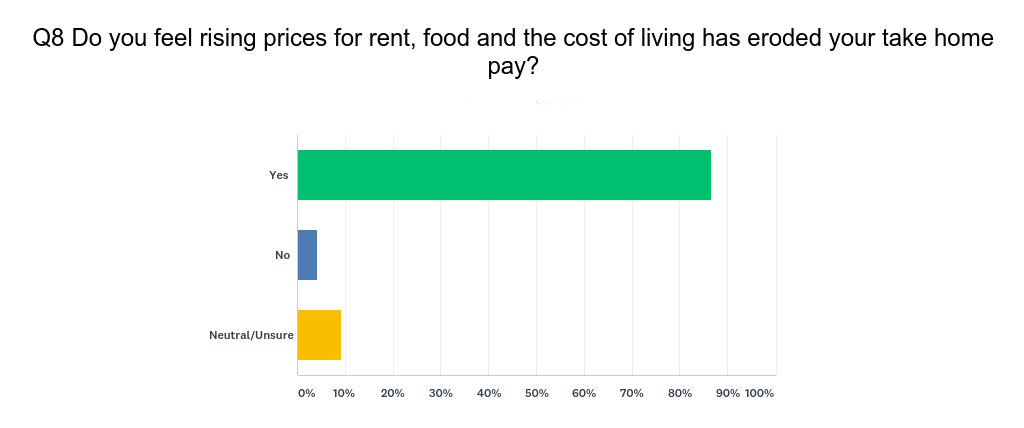 Q8 Do you feel rising prices for rent, food and the cost of living has eroded your take home
pay?
Yes
No
Neutral/Unsure
0% 10% 20% 30% 40% 50% 60% 70% 80% 90% 100%